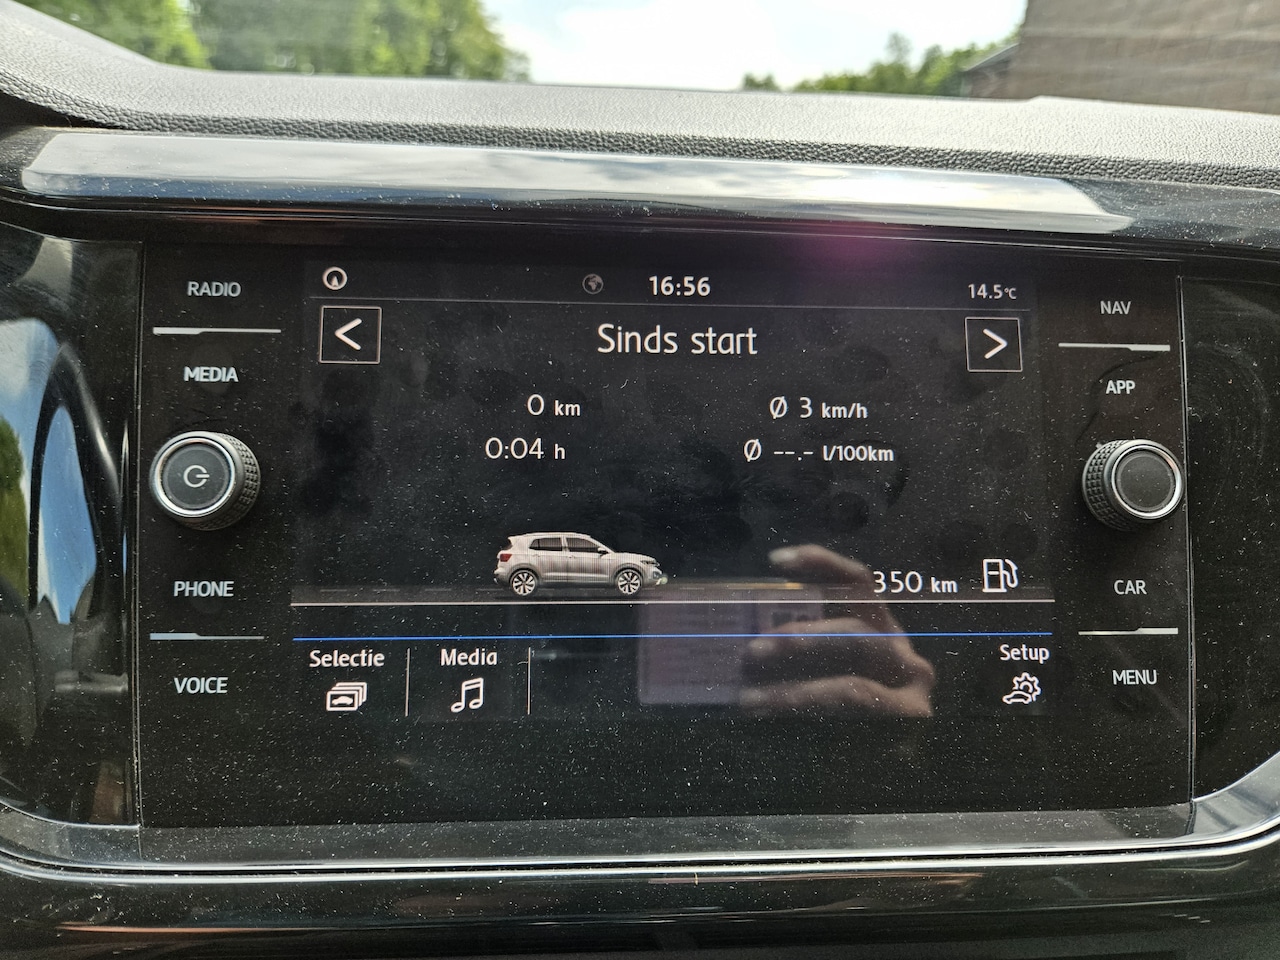 RADIO
MEDIA
PHONE
VOICE
16:56
14.5°C
<
Sinds start
>
0 km
Ø 3 km/h
0:04 h
Ø --.- l/100km
350 km
Selectie
Media
Setup
NAV
APP
CAR
MENU